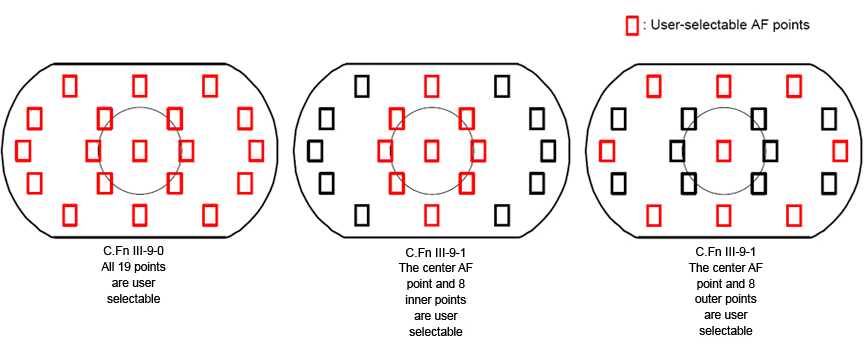 : User-selectable AF points
C.Fn III-9-0
All 19 points
are user
selectable
C.Fn III-9-1
The center AF
point and 8
inner points
are user
selectable
C.Fn III-9-1
The center AF
point and 8
outer points
are user
selectable